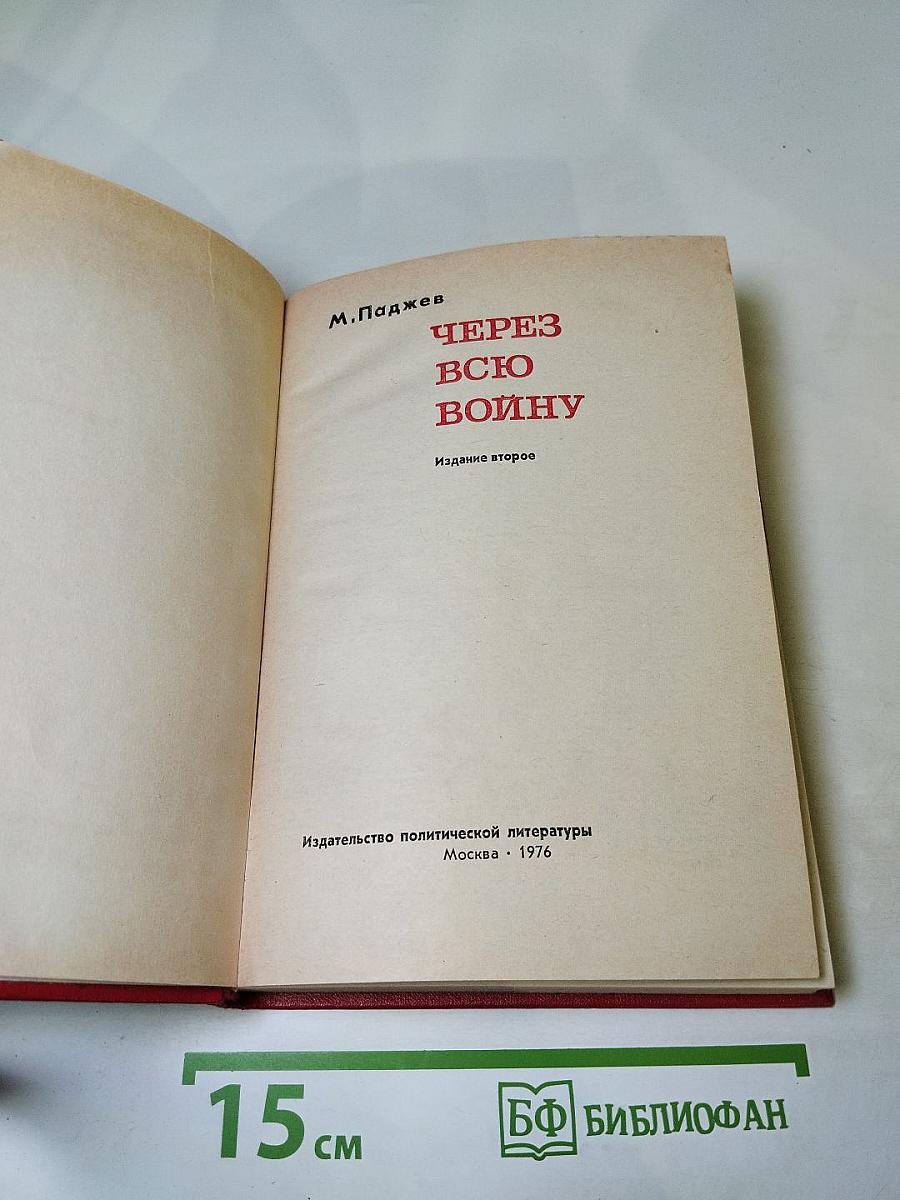 М. Паджев
ЧЕРЕЗ
ВСЮ
ВОЙНУ
Издание второе
Издательство политической литературы
Москва · 1976
15 см
БФ БИБЛИОФАН